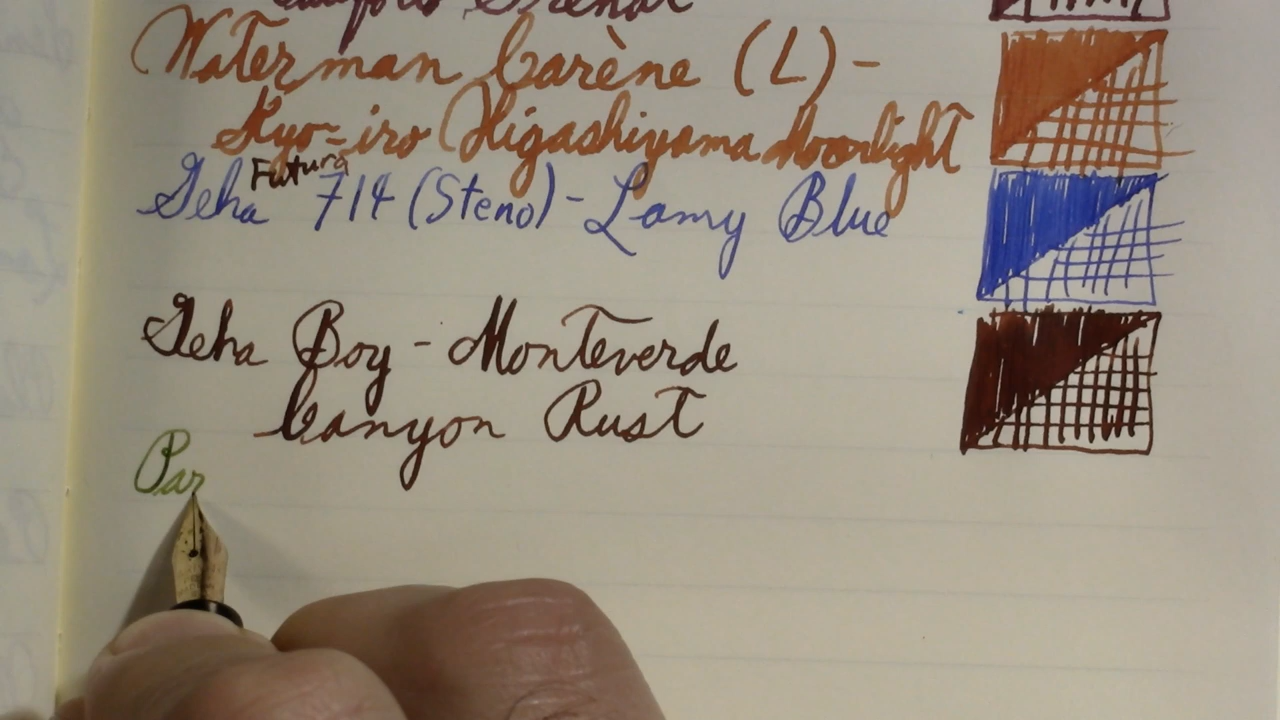 Waterman Carène (L) -
Kyo-iro Higashiyama Moonlight
Futura
Geha 714 (Steno) - Lamy Blue
Geha Boy - Monteverde
Canyon Rust
Par